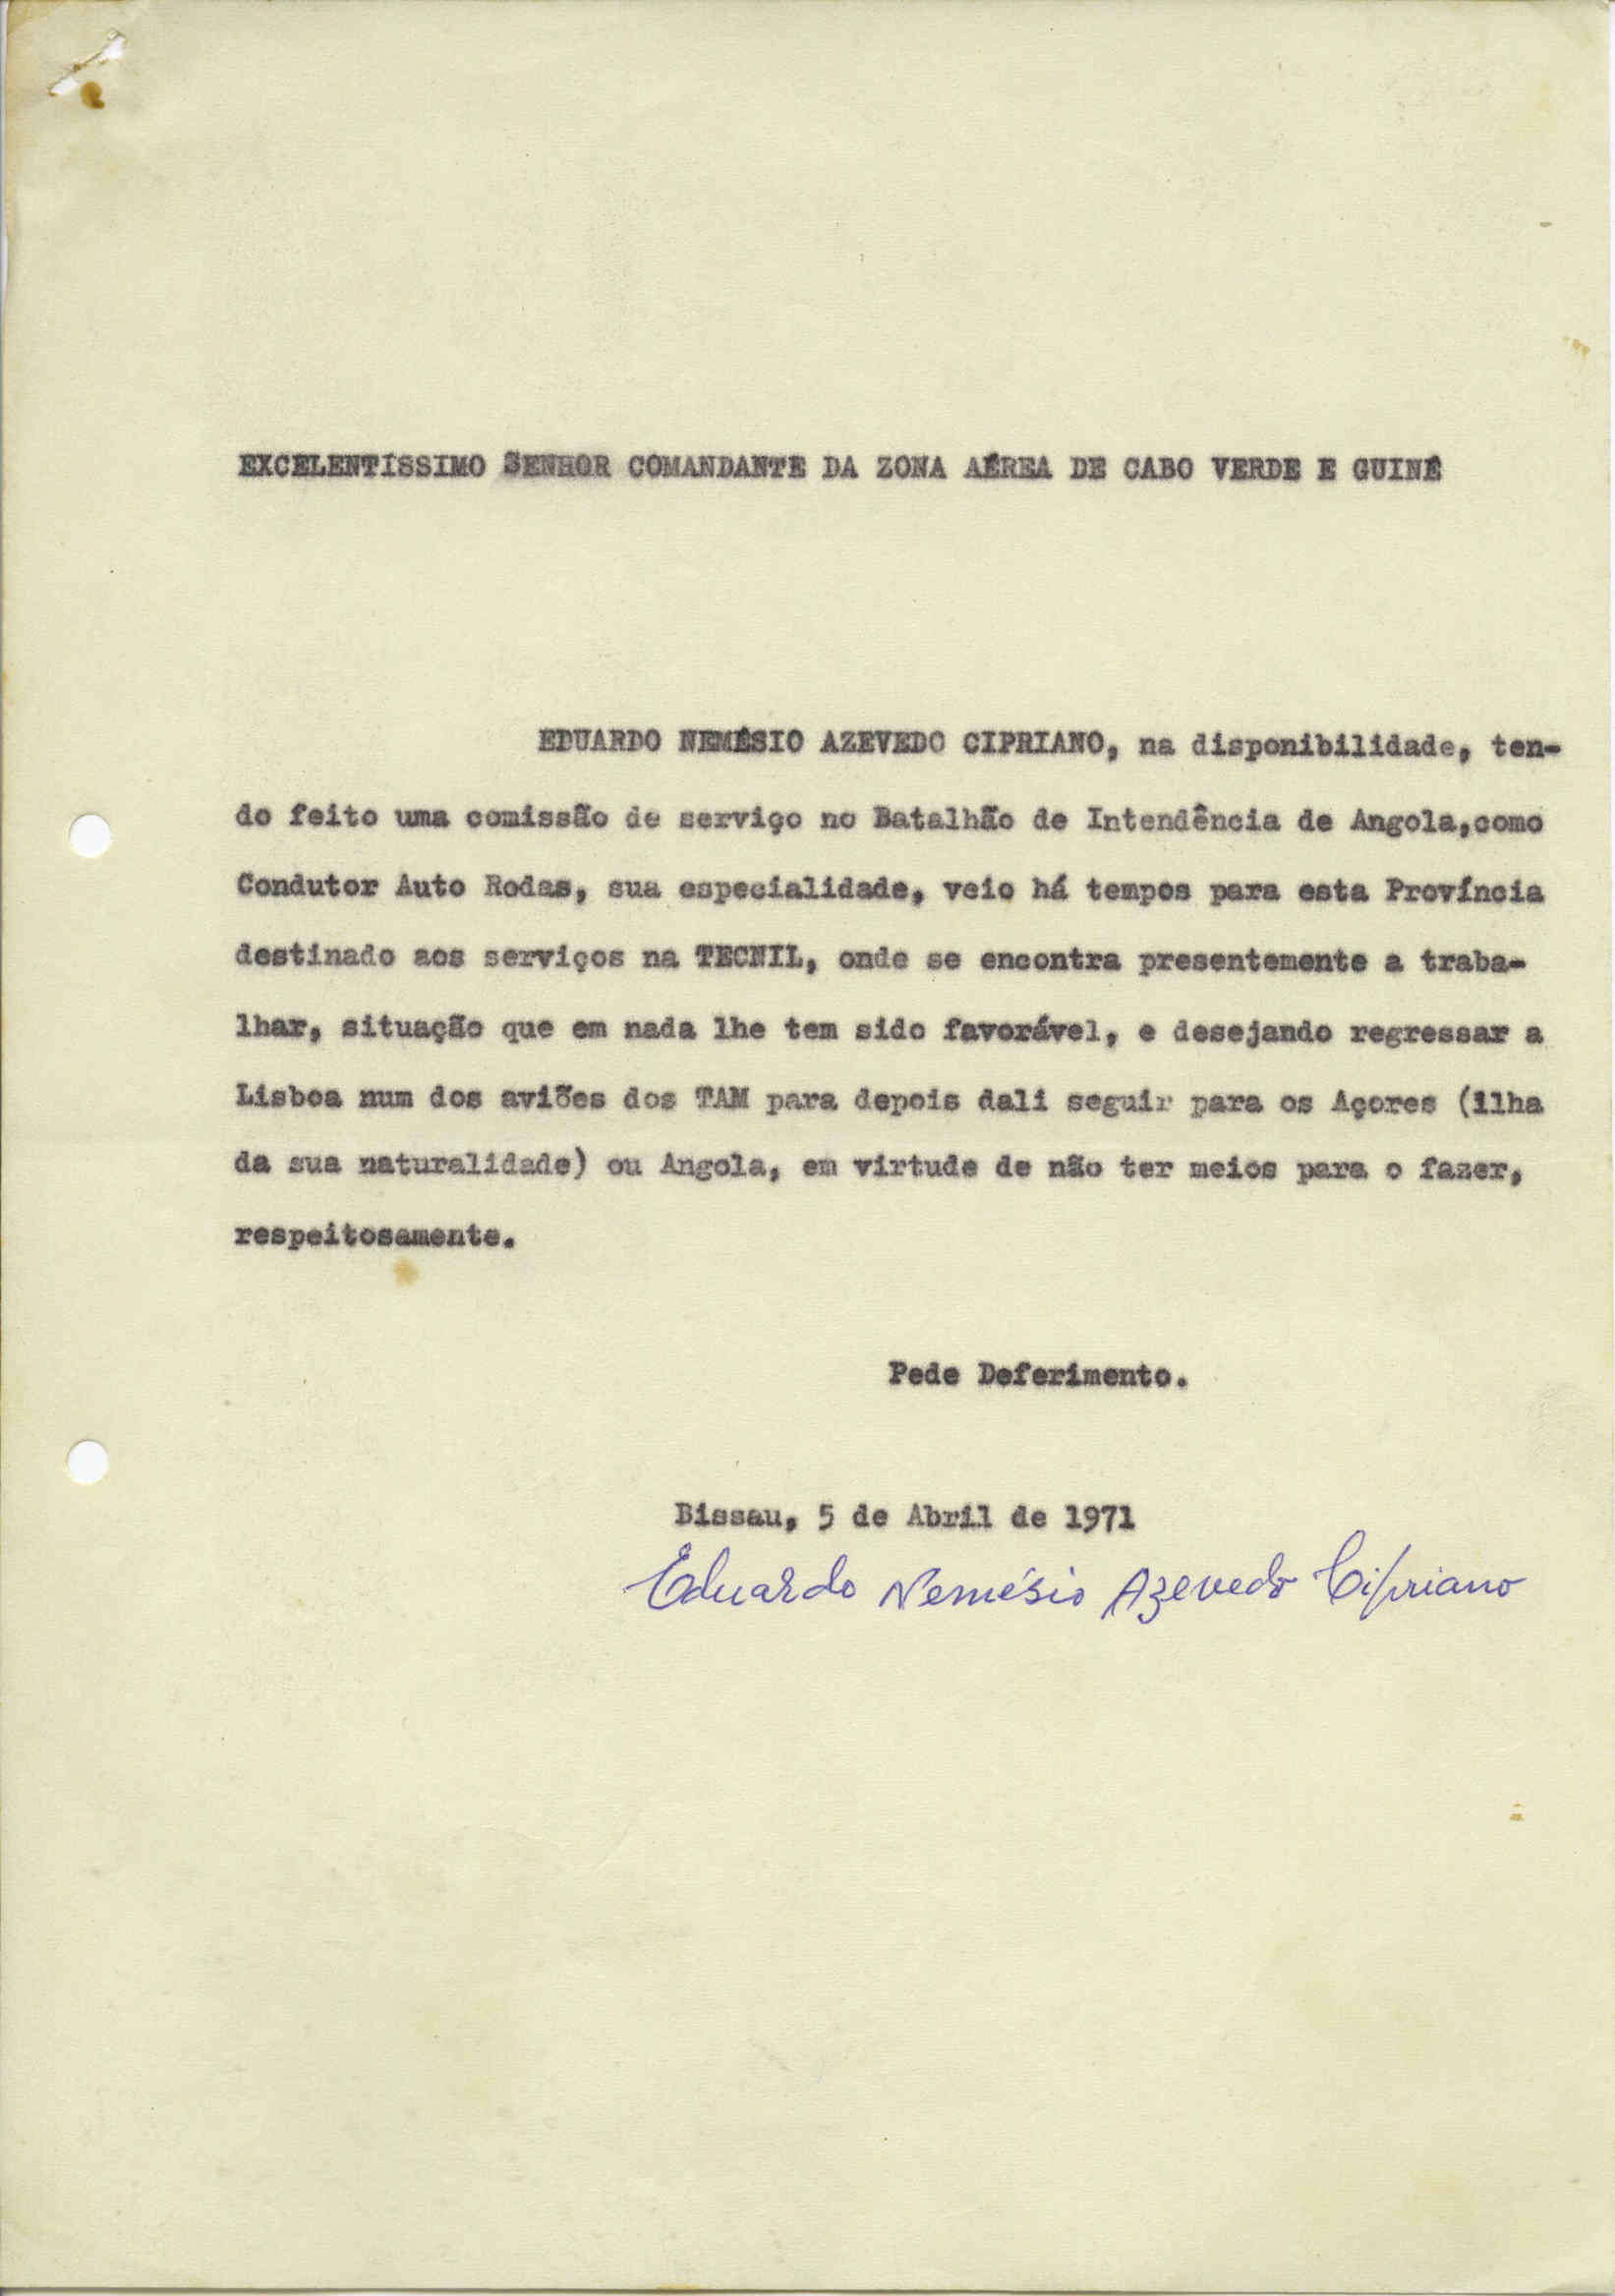 EXCELENTÍSSIMO SENHOR COMANDANTE DA ZONA AÉREA DE CABO VERDE E GUINÉ
EDUARDO NEMÉSIO AZEVEDO CIPRIANO, na disponibilidade, ten-
do feito uma comissão de serviço no Batalhão de Intendência de Angola,como
Condutor Auto Rodas, sua especialidade, veio há tempos para esta Província
destinado aos serviços na TECNIL, onde se encontra presentemente a traba-
lhar, situação que em nada lhe tem sido favorável, e desejando regressar a
Lisboa num dos aviões dos TAM para depois dali seguir para os Açores (ilha
da sua naturalidade) ou Angola, em virtude de não ter meios para o fazer,
respeitosamente.
Pede Deferimento.
Bissau, 5 de Abril de 1971
Eduardo Nemésio Azevedo Cipriano